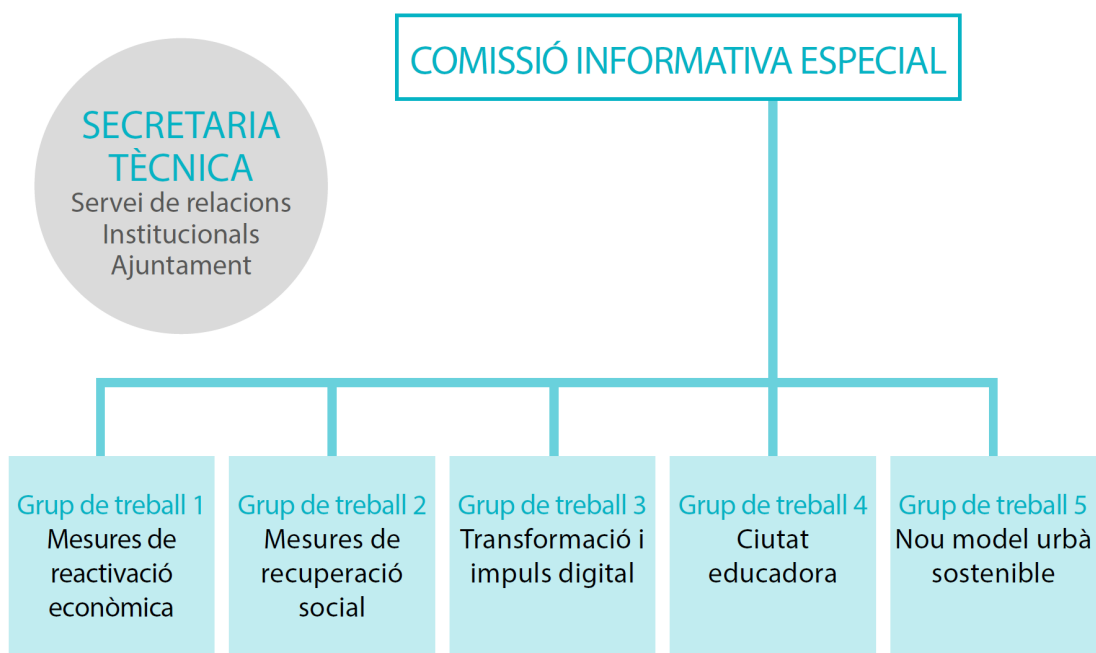 COMISSIÓ INFORMATIVA ESPECIAL
SECRETARIA
TÈCNICA
Servei de relacions
Institucionals
Ajuntament
Grup de treball 1
Mesures de
reactivació
econòmica
Grup de treball 2
Mesures de
recuperació
social
Grup de treball 3
Transformació i
impuls digital
Grup de treball 4
Ciutat
educadora
Grup de treball 5
Nou model urbà
sostenible